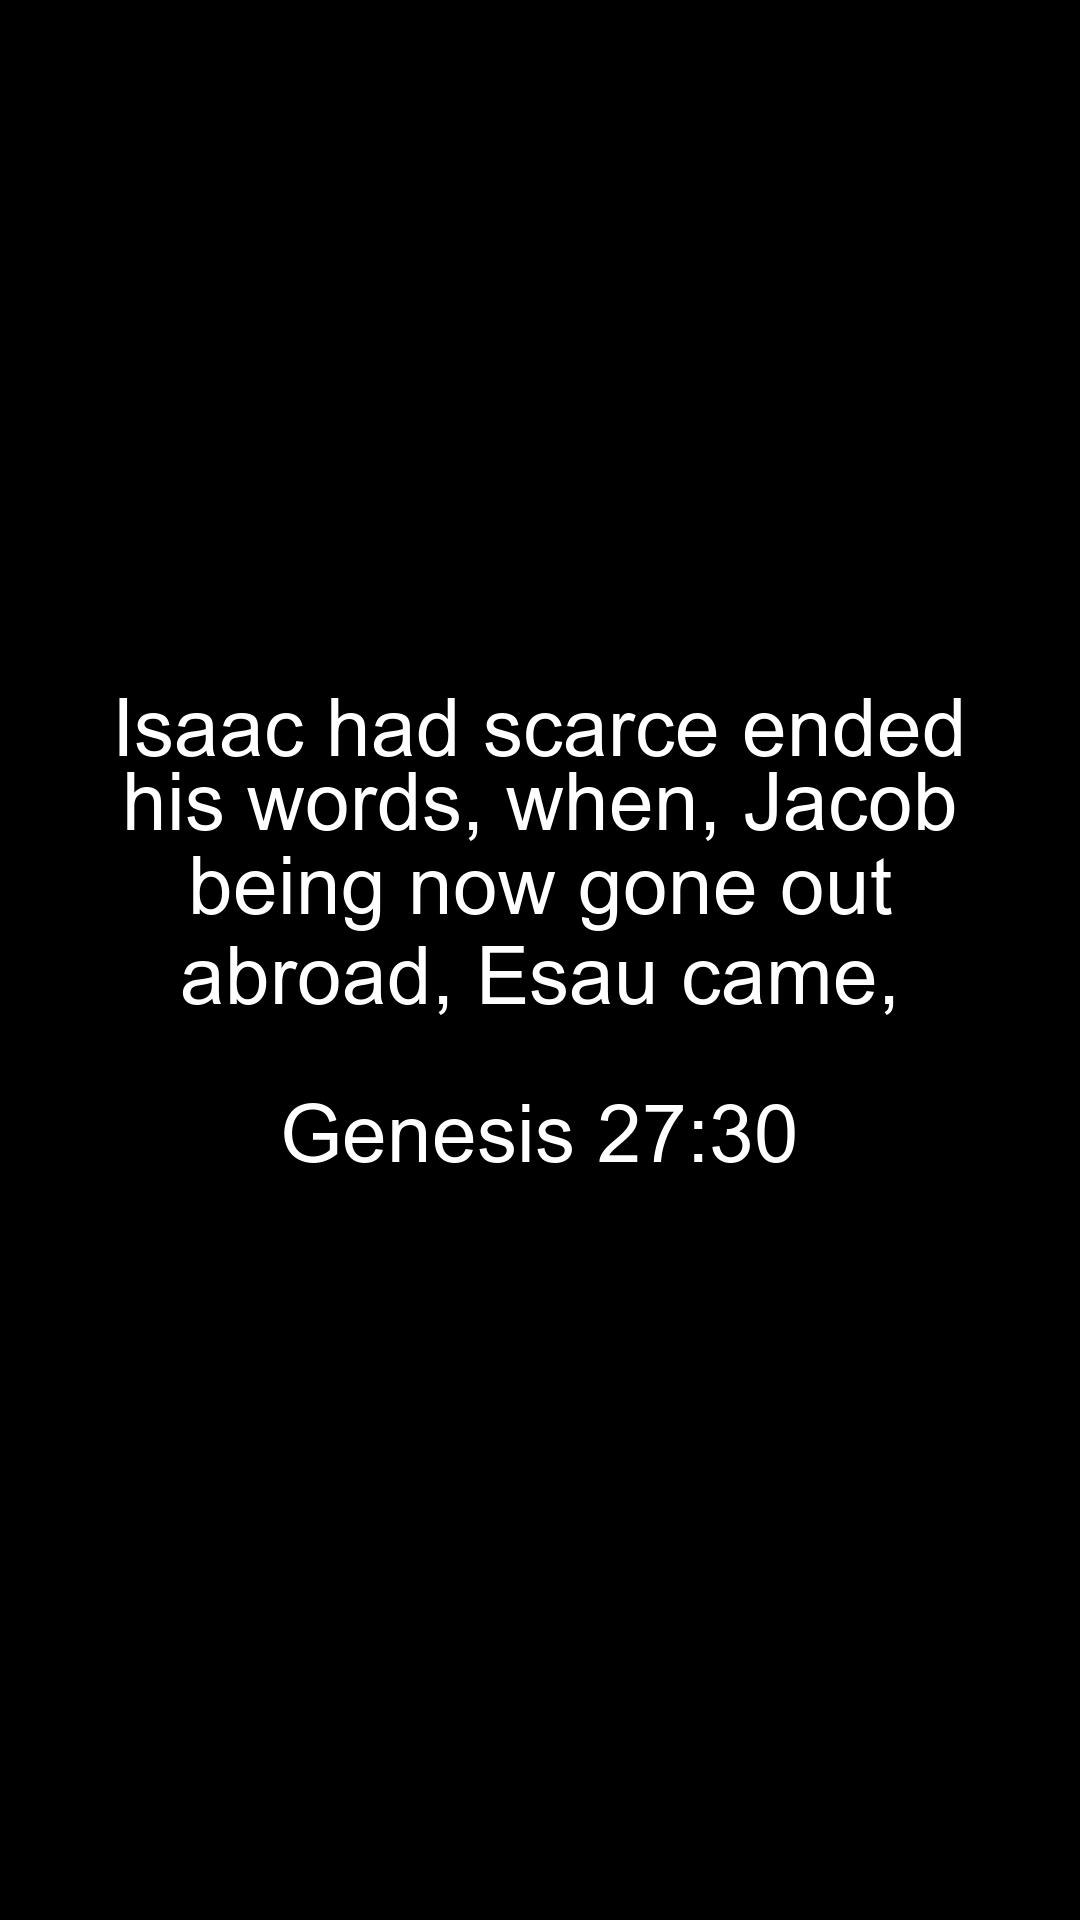 Isaac had scarce ended
his words, when, Jacob
being now gone out
abroad, Esau came,
Genesis 27:30